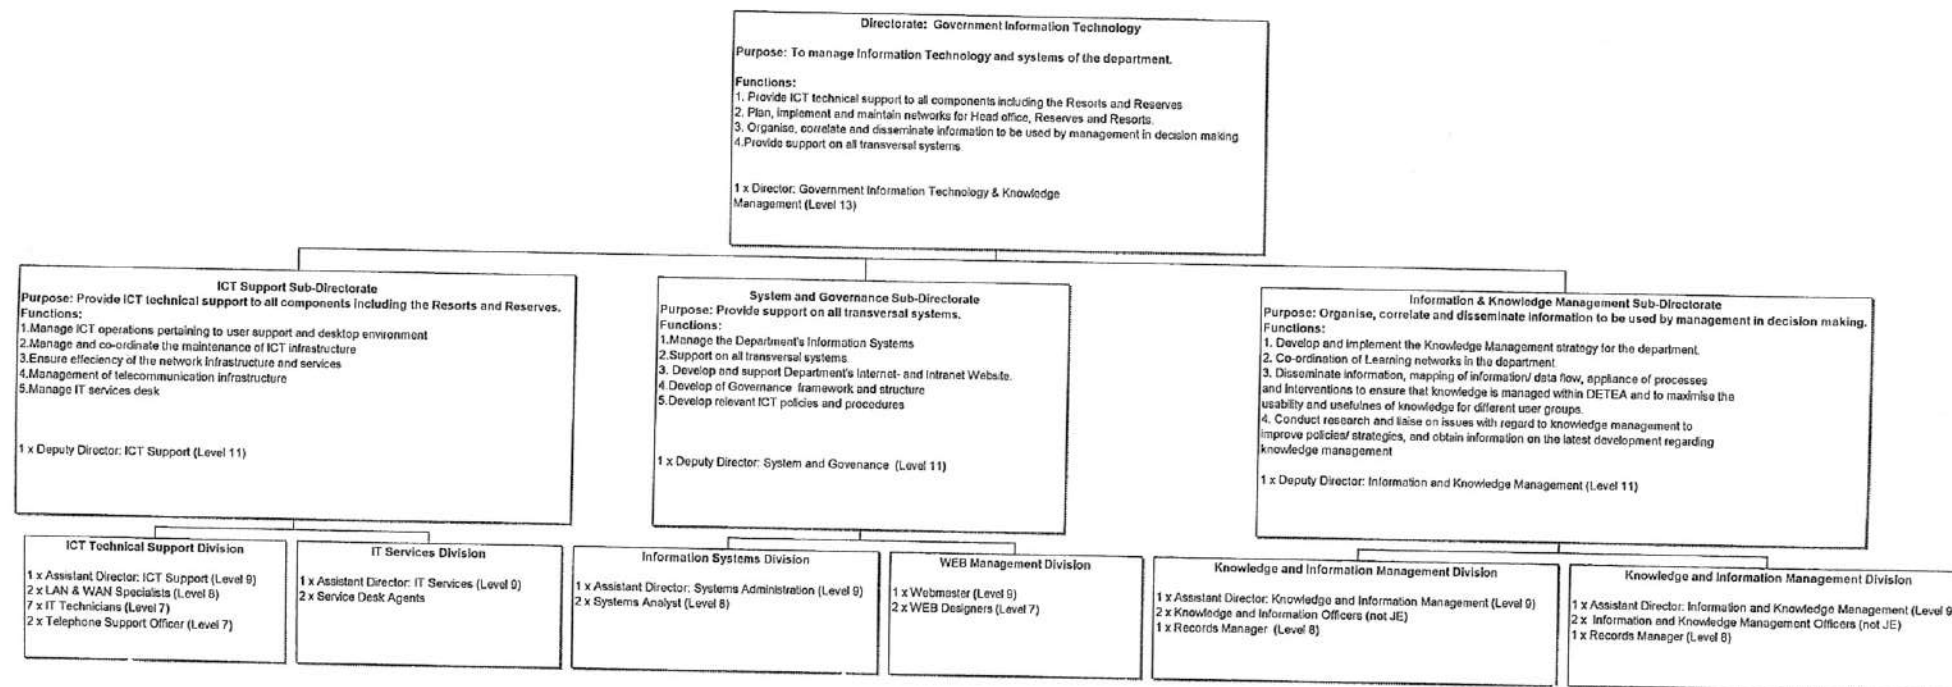 Directorate: Government Information Technology
Purpose: To manage Information Technology and systems of the department.
Functions:
1. Provide ICT technical support to all components including the Resorts and Reserves
2. Plan, implement and maintain networks for Head office, Reserves and Resorts.
3. Organise, correlate and disseminate information to be used by management in decision making
4.Provide support on all transversal systems.
1 x Director: Government Information Technology & Knowledge
Management (Level 13)
ICT Support Sub-Directorate
Purpose: Provide ICT technical support to all components including the Resorts and Reserves.
Functions:
1.Manage ICT operations pertaining to user support and desktop environment
2.Manage and co-ordinate the maintenance of ICT infrastructure
3.Ensure effeciency of the network infrastructure and services
4.Management of telecommunication infrastructure
5.Manage IT services desk
1 x Deputy Director: ICT Support (Level 11)
System and Governance Sub-Directorate
Purpose: Provide support on all transversal systems.
Functions:
1.Manage the Department's Information Systems
2.Support on all transversal systems.
3. Develop and support Department's Internet- and Intranet Website.
4.Develop of Governance framework and structure
5.Develop relevant ICT policies and procedures
1 x Deputy Director: System and Govenance (Level 11)
Information & Knowledge Management Sub-Directorate
Purpose: Organise, correlate and disseminate information to be used by management in decision making.
Functions:
1. Develop and implement the Knowledge Management strategy for the department.
2. Co-ordination of Learning networks in the department.
3. Disseminate information, mapping of information/ data flow, appliance of processes
and interventions to ensure that knowledge is managed within DETEA and to maximise the
usability and usefulnes of knowledge for different user groups.
4. Conduct research and liaise on issues with regard to knowledge management to
improve policies/ strategies, and obtain information on the latest development regarding
knowledge management
1 x Deputy Director: Information and Knowledge Management (Level 11)
ICT Technical Support Division
1 x Assistant Director: ICT Support (Level 9)
2 x LAN & WAN Specialists (Level 8)
7 x IT Technicians (Level 7)
2 x Telephone Support Officer (Level 7)
IT Services Division
1 x Assistant Director: IT Services (Level 9)
2 x Service Desk Agents
Information Systems Division
1 x Assistant Director: Systems Administration (Level 9)
2 x Systems Analyst (Level 8)
WEB Management Division
1 x Webmaster (Level 9)
2 x WEB Designers (Level 7)
Knowledge and Information Management Division
1 x Assistant Director: Knowledge and Information Management (Level 9)
2 x Knowledge and Information Officers (not JE)
1 x Records Manager (Level 8)
Knowledge and Information Management Division
1 x Assistant Director: Information and Knowledge Management (Level 9
2 x Information and Knowledge Management Officers (not JE)
1 x Records Manager (Level 8)